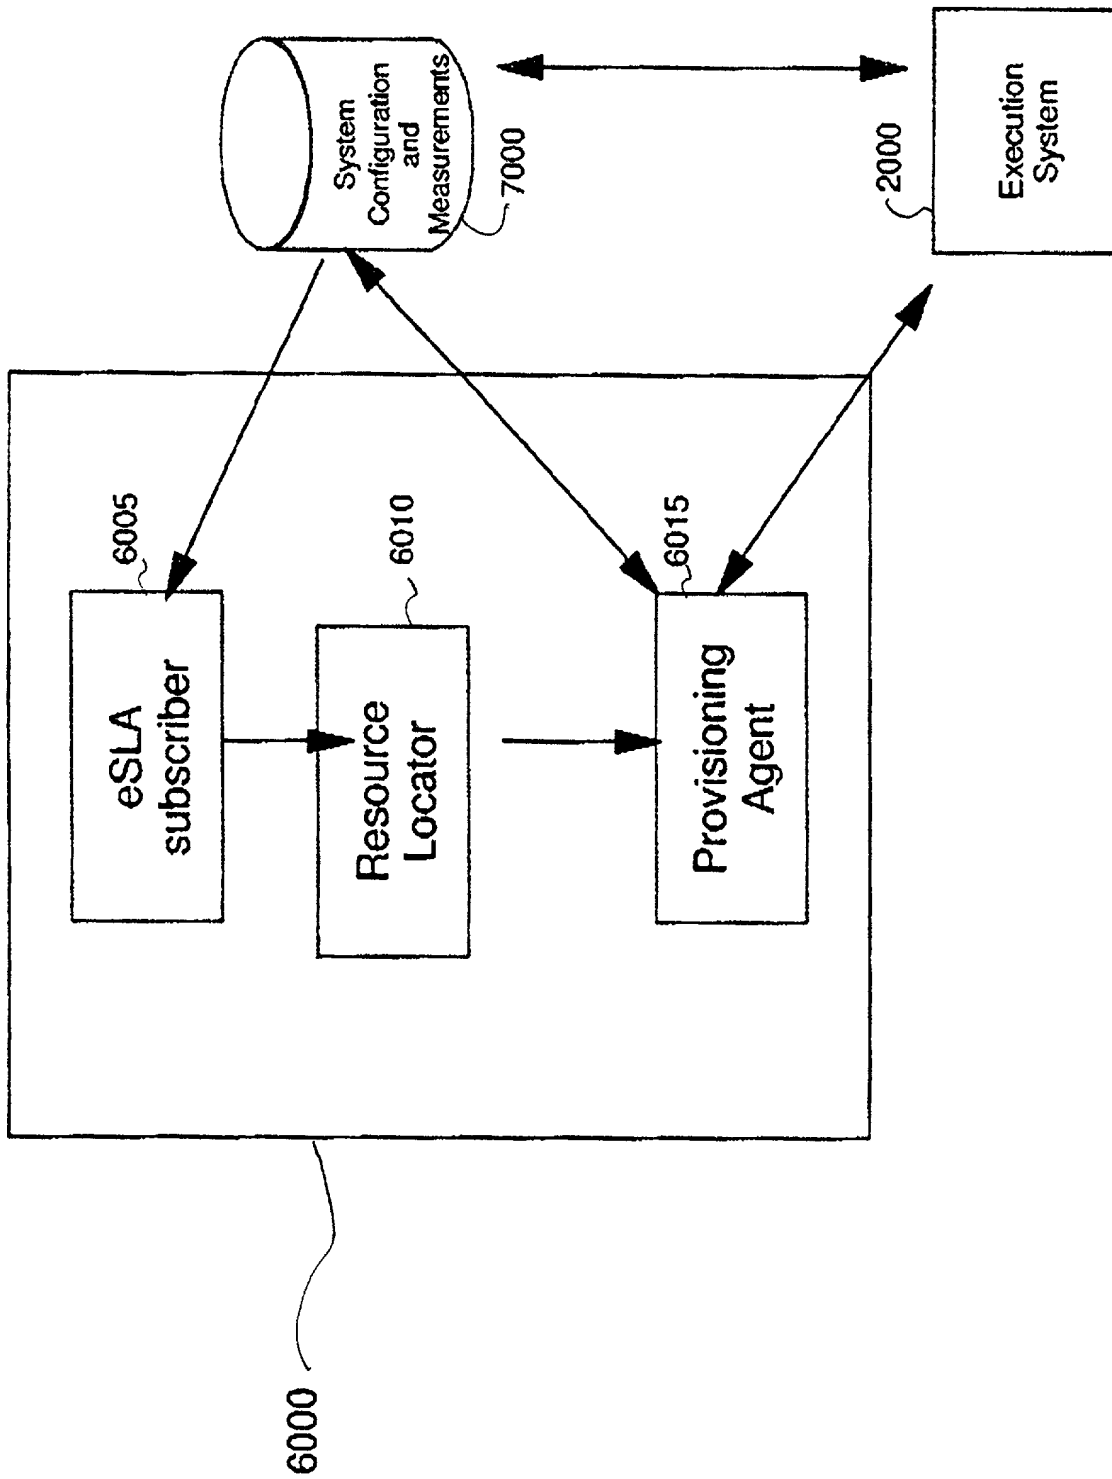 6000
eSLA
subscriber
6005
Resource
Locator
6010
Provisioning
Agent
6015
System
Configuration
and
Measurements
7000
Execution
System
2000